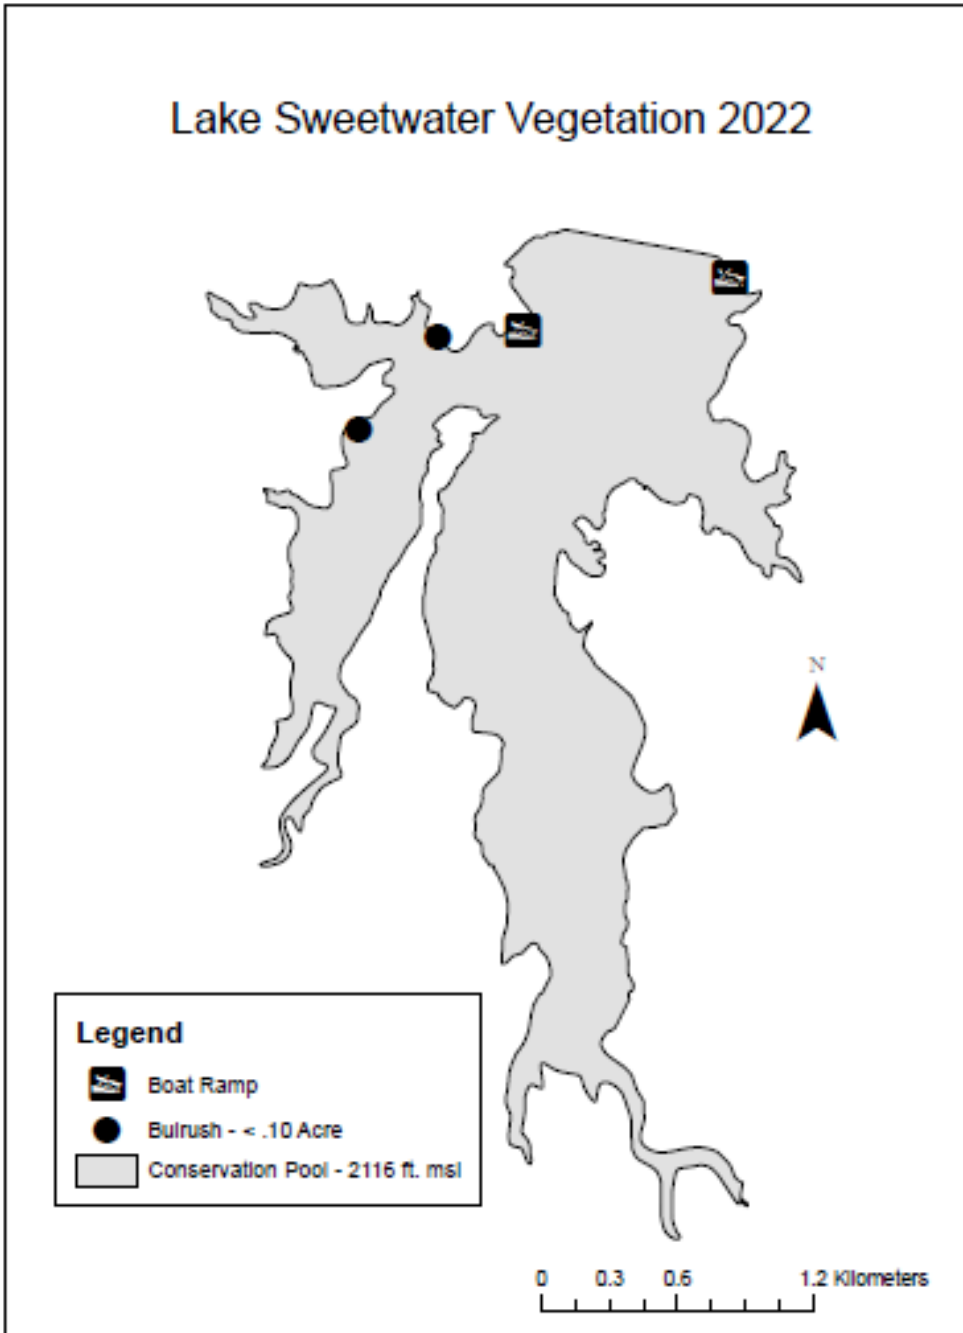 Lake Sweetwater Vegetation 2022
N
Legend
Boat Ramp
Bulrush - < .10 Acre
Conservation Pool - 2116 ft. msl
0 0.3 0.6 1.2 Kilometers